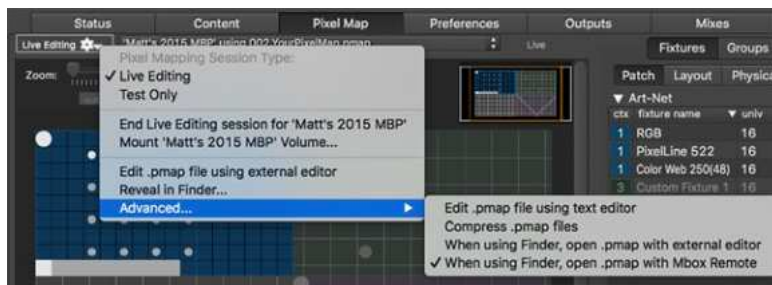 Status Content Pixel Map Preferences Outputs Mixes
Live Editing 'Matt's 2015 MBP' using 002 YourPixelMap.pmap Live Fixtures Groups
Pixel Mapping Session Type:
Zoom: ✓ Live Editing Patch Layout Physica
Test Only ▼ Art-Net
ctx fixture name ▼ univ
End Live Editing session for 'Matt's 2015 MBP' 1 RGB 16
Mount 'Matt's 2015 MBP' Volume... 1 PixelLine 522 16
1 Color Web 250(48) 16
Edit .pmap file using external editor
Reveal in Finder... 3 Custom Fixture 1 16
Advanced...
Edit .pmap file using text editor
Compress .pmap files
When using Finder, open .pmap with external editor
✓ When using Finder, open .pmap with Mbox Remote